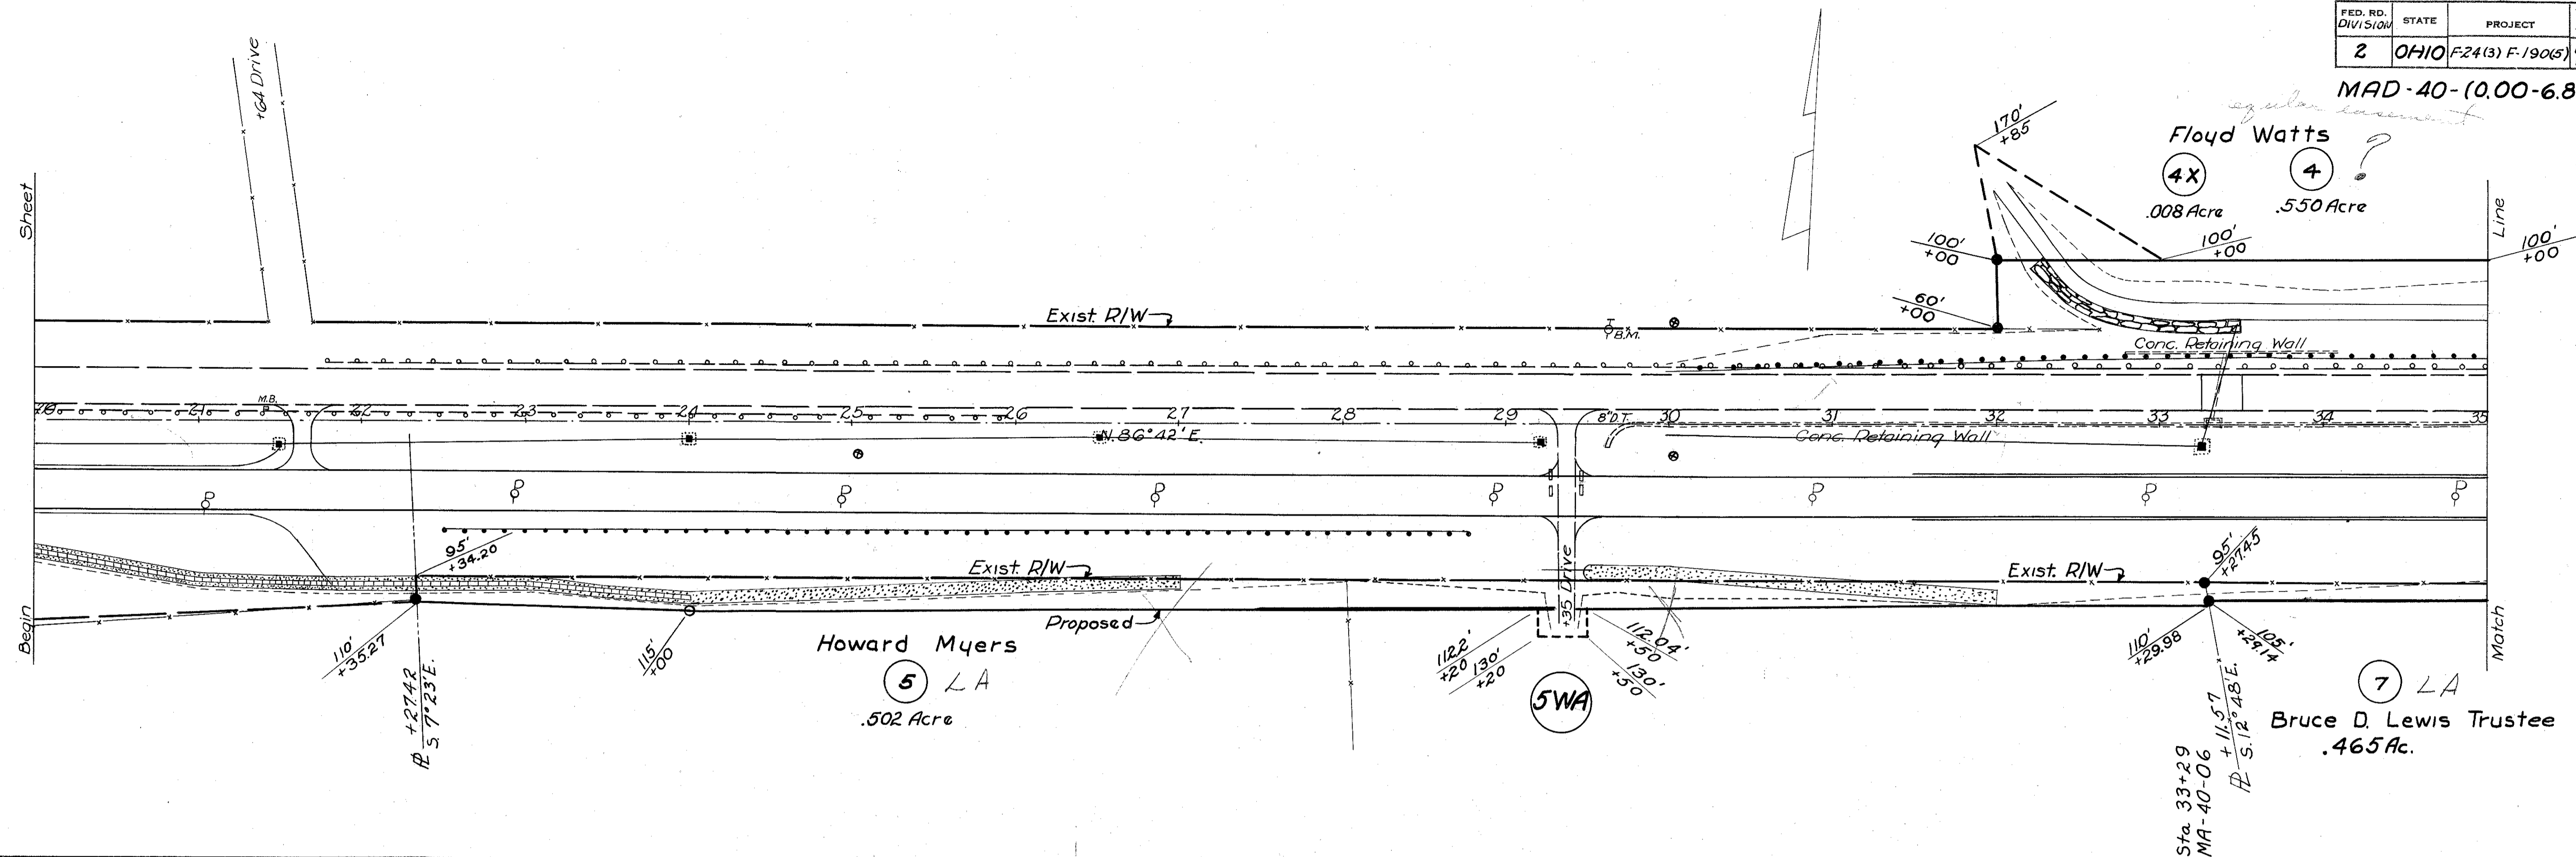 FED. RD. DIVISION STATE PROJECT
2 OHIO F-24(3) F-190(5)
MAD-40-(0.00-6.8
egular easement
Floyd Watts
4X 4 ?
.008 Acre .550 Acre
+64 Drive
Sheet
Begin
Line
Match
170'
+85
100'
+00
100'
+00
100'
+00
60'
+00
Exist. R/W
B.M.
Conc. Retaining Wall
M.B.
21 22 23 24 25 26 27 28 29 30 31 32 33 34 35
8" D.T.
N. 86° 42' E.
Conc. Retaining Wall
95'
+34.20
Exist. R/W
+35 Drive
Exist. R/W
95'
+27.45
110'
+35.27
115'
+00
Proposed
Howard Myers
5 LA
.502 Acre
112.2'
+20
130'
+20
112.04'
+50
130'
+50
5WA
110'
+29.98
105'
+29.14
PL +27.42
S. 7° 23' E.
PL +11.57
S. 12° 48' E.
Sta 33+29
MA-40-06
7 LA
Bruce D. Lewis Trustee
.465 Ac.